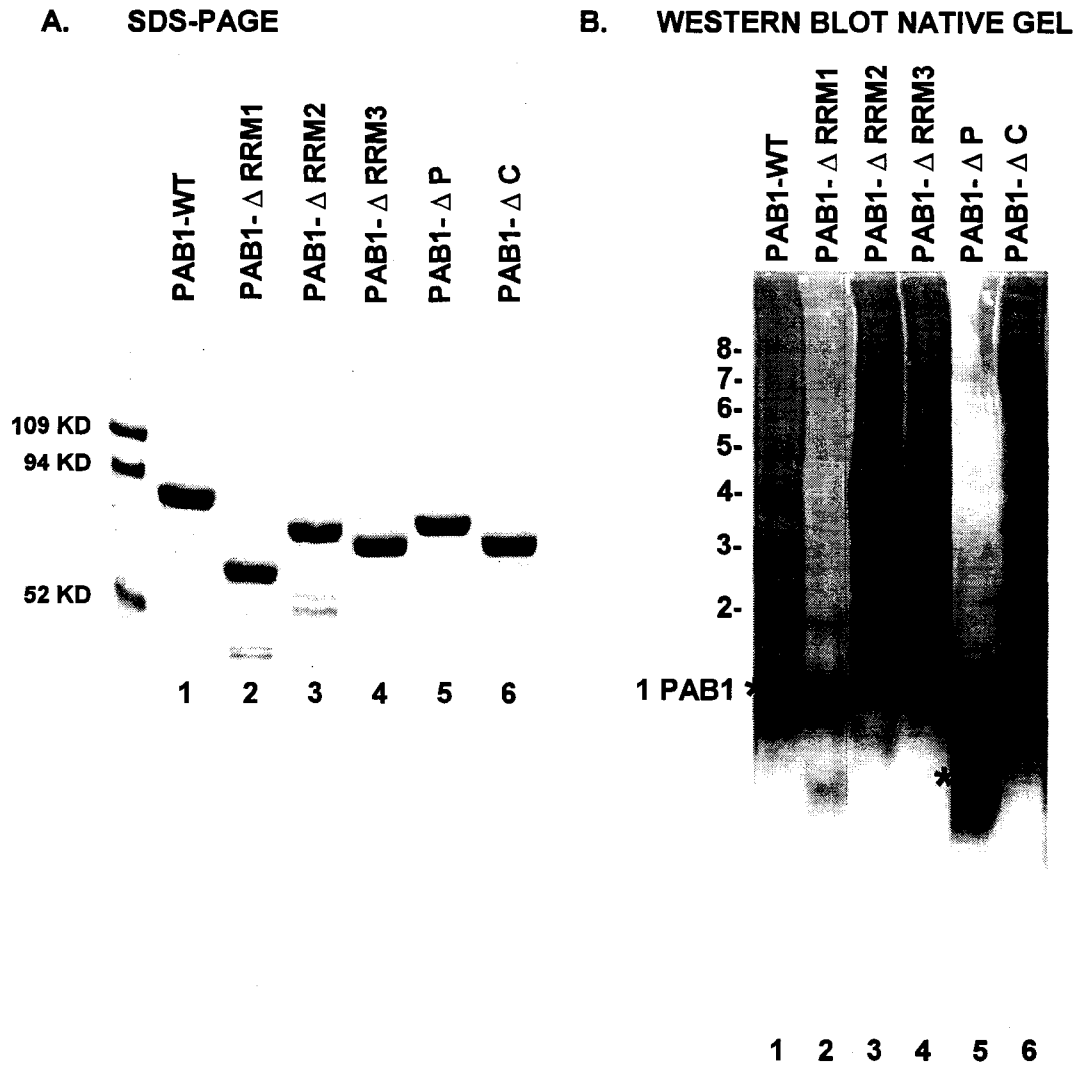 A. SDS-PAGE
PAB1-WT
PAB1- Δ RRM1
PAB1- Δ RRM2
PAB1- Δ RRM3
PAB1- Δ P
PAB1- Δ C
109 KD
94 KD
52 KD
1 2 3 4 5 6
B. WESTERN BLOT NATIVE GEL
PAB1-WT
PAB1- Δ RRM1
PAB1- Δ RRM2
PAB1- Δ RRM3
PAB1- Δ P
PAB1- Δ C
8-
7-
6-
5-
4-
3-
2-
1 PAB1 *
*
1 2 3 4 5 6